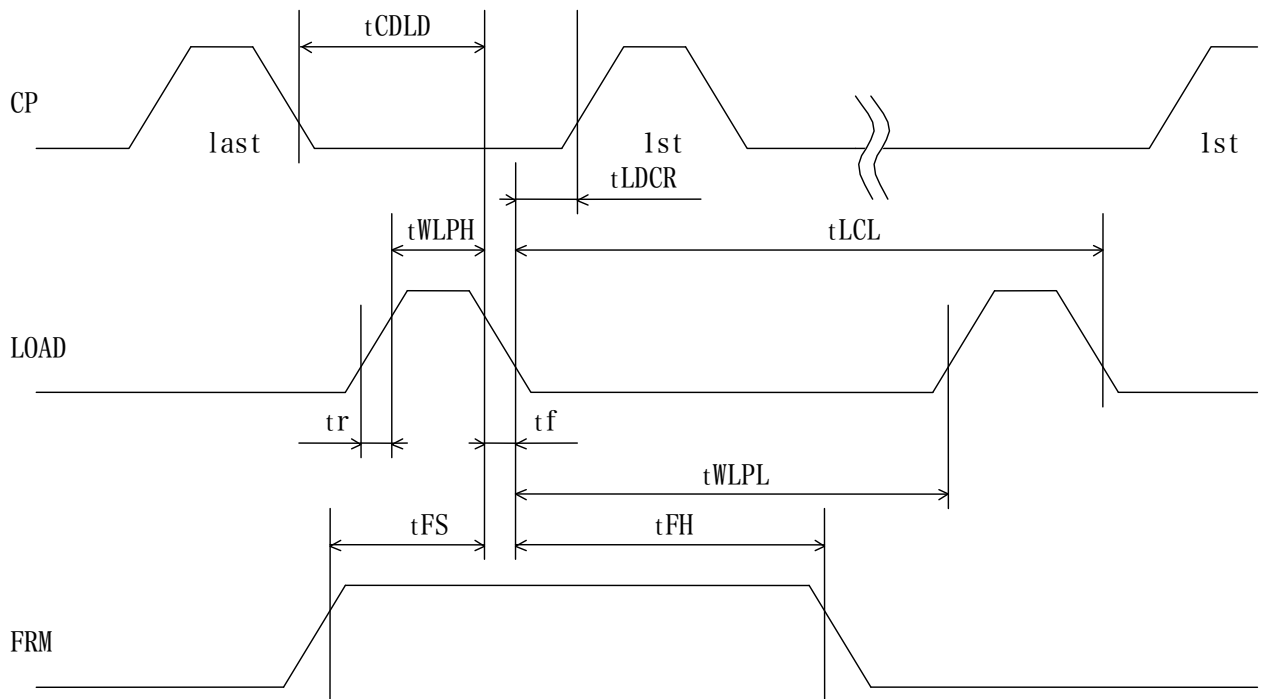 tCDLD
CP
last
1st
1st
tLDCR
tWLPH
tLCL
LOAD
tr
tf
tWLPL
tFS
tFH
FRM